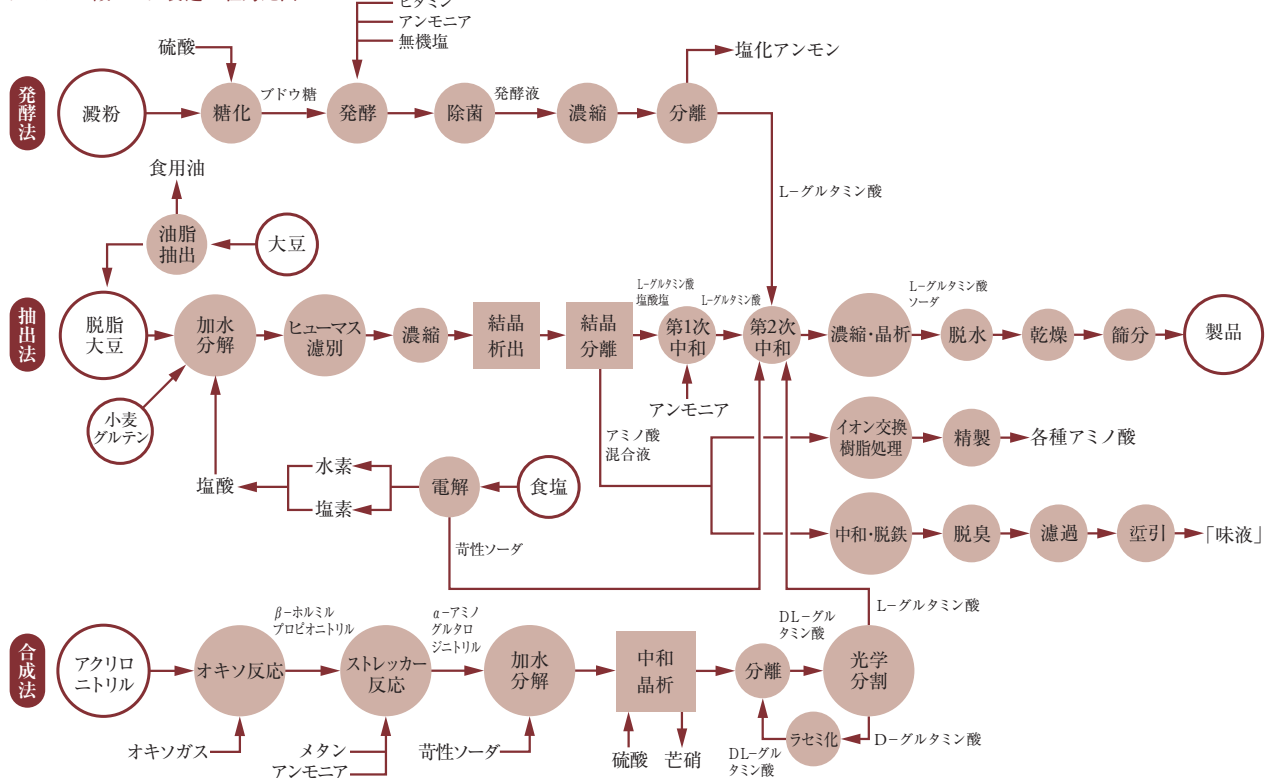 ビタミン
アンモニア
無機塩
硫酸
塩化アンモン
発酵法
澱粉
糖化
ブドウ糖
発酵
除菌
発酵液
濃縮
分離
L−グルタミン酸
食用油
油脂
抽出
大豆
抽出法
脱脂
大豆
加水
分解
ヒューマス
濾別
濃縮
結晶
析出
結晶
分離
L−グルタミン酸
塩酸塩
第1次
中和
L−グルタミン酸
第2次
中和
濃縮・晶析
L−グルタミン酸
ソーダ
脱水
乾燥
篩分
製品
小麦
グルテン
アンモニア
アミノ酸
混合液
イオン交換
樹脂処理
精製
各種アミノ酸
塩酸
水素
塩素
電解
食塩
苛性ソーダ
中和・脱鉄
脱臭
濾過
壜引
「味液」
合成法
アクリロ
ニトリル
オキソ反応
β−ホルミル
プロピオニトリル
ストレッカー
反応
α−アミノ
グルタロ
ジニトリル
加水
分解
中和
晶析
分離
DL−グル
タミン酸
光学
分割
L−グルタミン酸
オキソガス
メタン
アンモニア
苛性ソーダ
硫酸
芒硝
DL−グル
タミン酸
ラセミ化
D−グルタミン酸